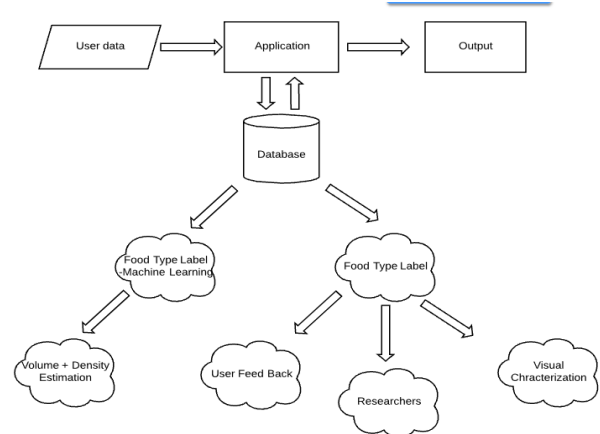 User data
Application
Output
Database
Food Type Label
-Machine Learning
Food Type Label
Volume + Density
Estimation
User Feed Back
Researchers
Visual
Chracterization